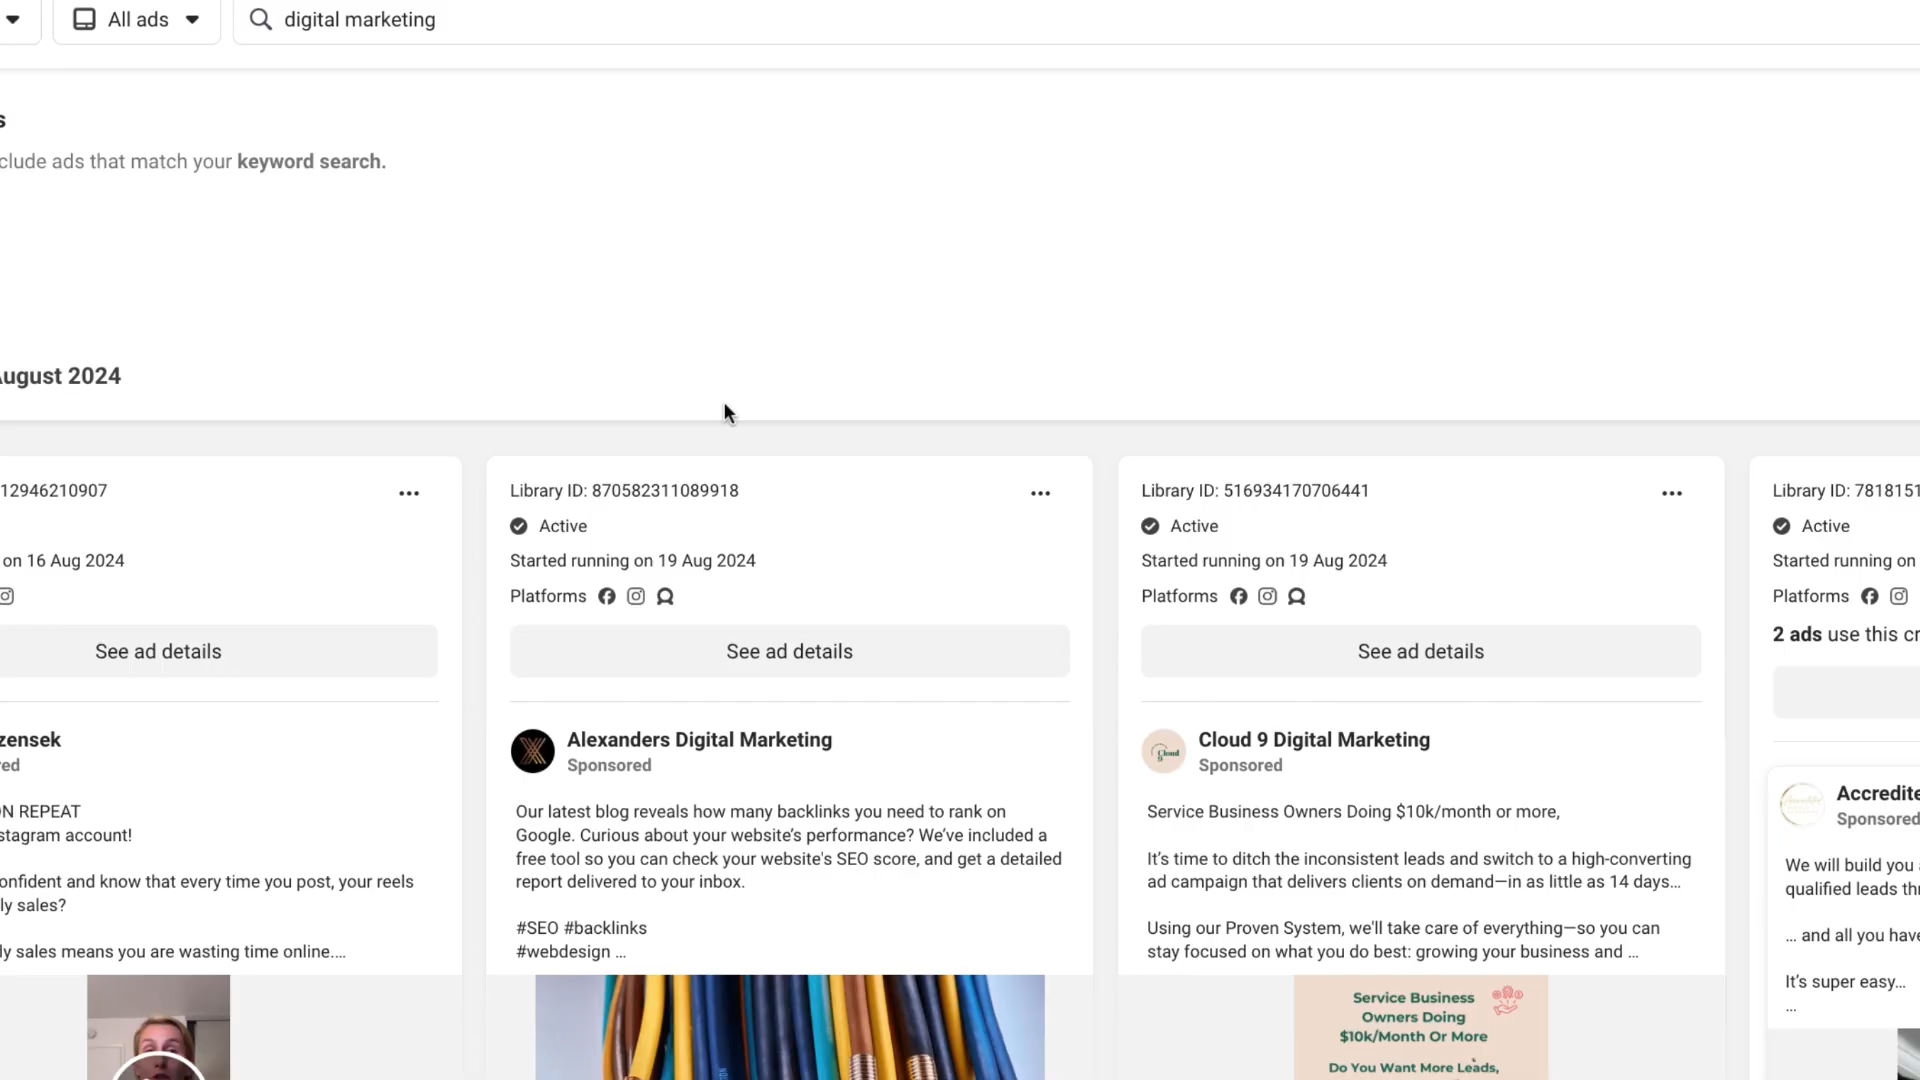 All ads
digital marketing
s
clude ads that match your keyword search.
August 2024
12946210907
on 16 Aug 2024
See ad details
zensek
red
ON REPEAT
stagram account!
onfident and know that every time you post, your reels
ly sales?
ly sales means you are wasting time online....
Library ID: 870582311089918
Active
Started running on 19 Aug 2024
Platforms
See ad details
Alexanders Digital Marketing
Sponsored
Our latest blog reveals how many backlinks you need to rank on
Google. Curious about your website’s performance? We’ve included a
free tool so you can check your website's SEO score, and get a detailed
report delivered to your inbox.
#SEO #backlinks
#webdesign ...
Library ID: 516934170706441
Active
Started running on 19 Aug 2024
Platforms
See ad details
Cloud 9 Digital Marketing
Sponsored
Service Business Owners Doing $10k/month or more,
It’s time to ditch the inconsistent leads and switch to a high-converting
ad campaign that delivers clients on demand—in as little as 14 days...
Using our Proven System, we'll take care of everything—so you can
stay focused on what you do best: growing your business and ...
Service Business
Owners Doing
$10k/Month Or More
Do You Want More Leads,
Library ID: 7818151
Active
Started running on
Platforms
2 ads use this cr
Accredite
Sponsored
We will build you
qualified leads thr
... and all you have
It’s super easy...
...